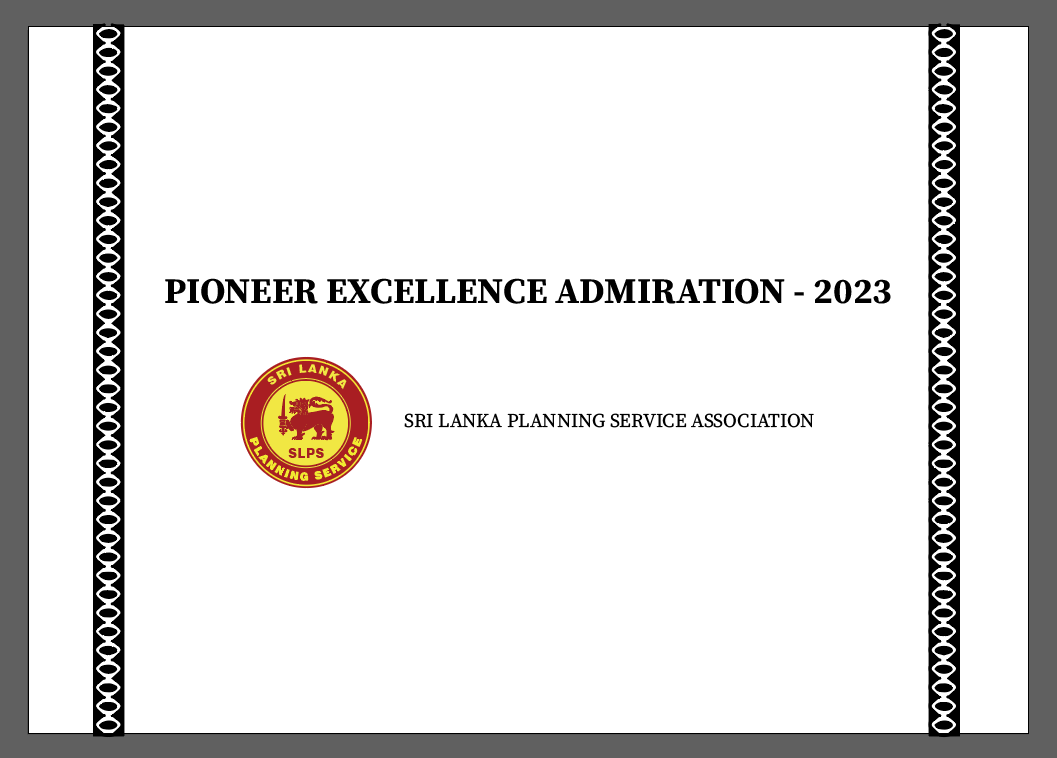 PIONEER EXCELLENCE ADMIRATION - 2023
SRI LANKA
SLPS
PLANNING SERVICE
SRI LANKA PLANNING SERVICE ASSOCIATION